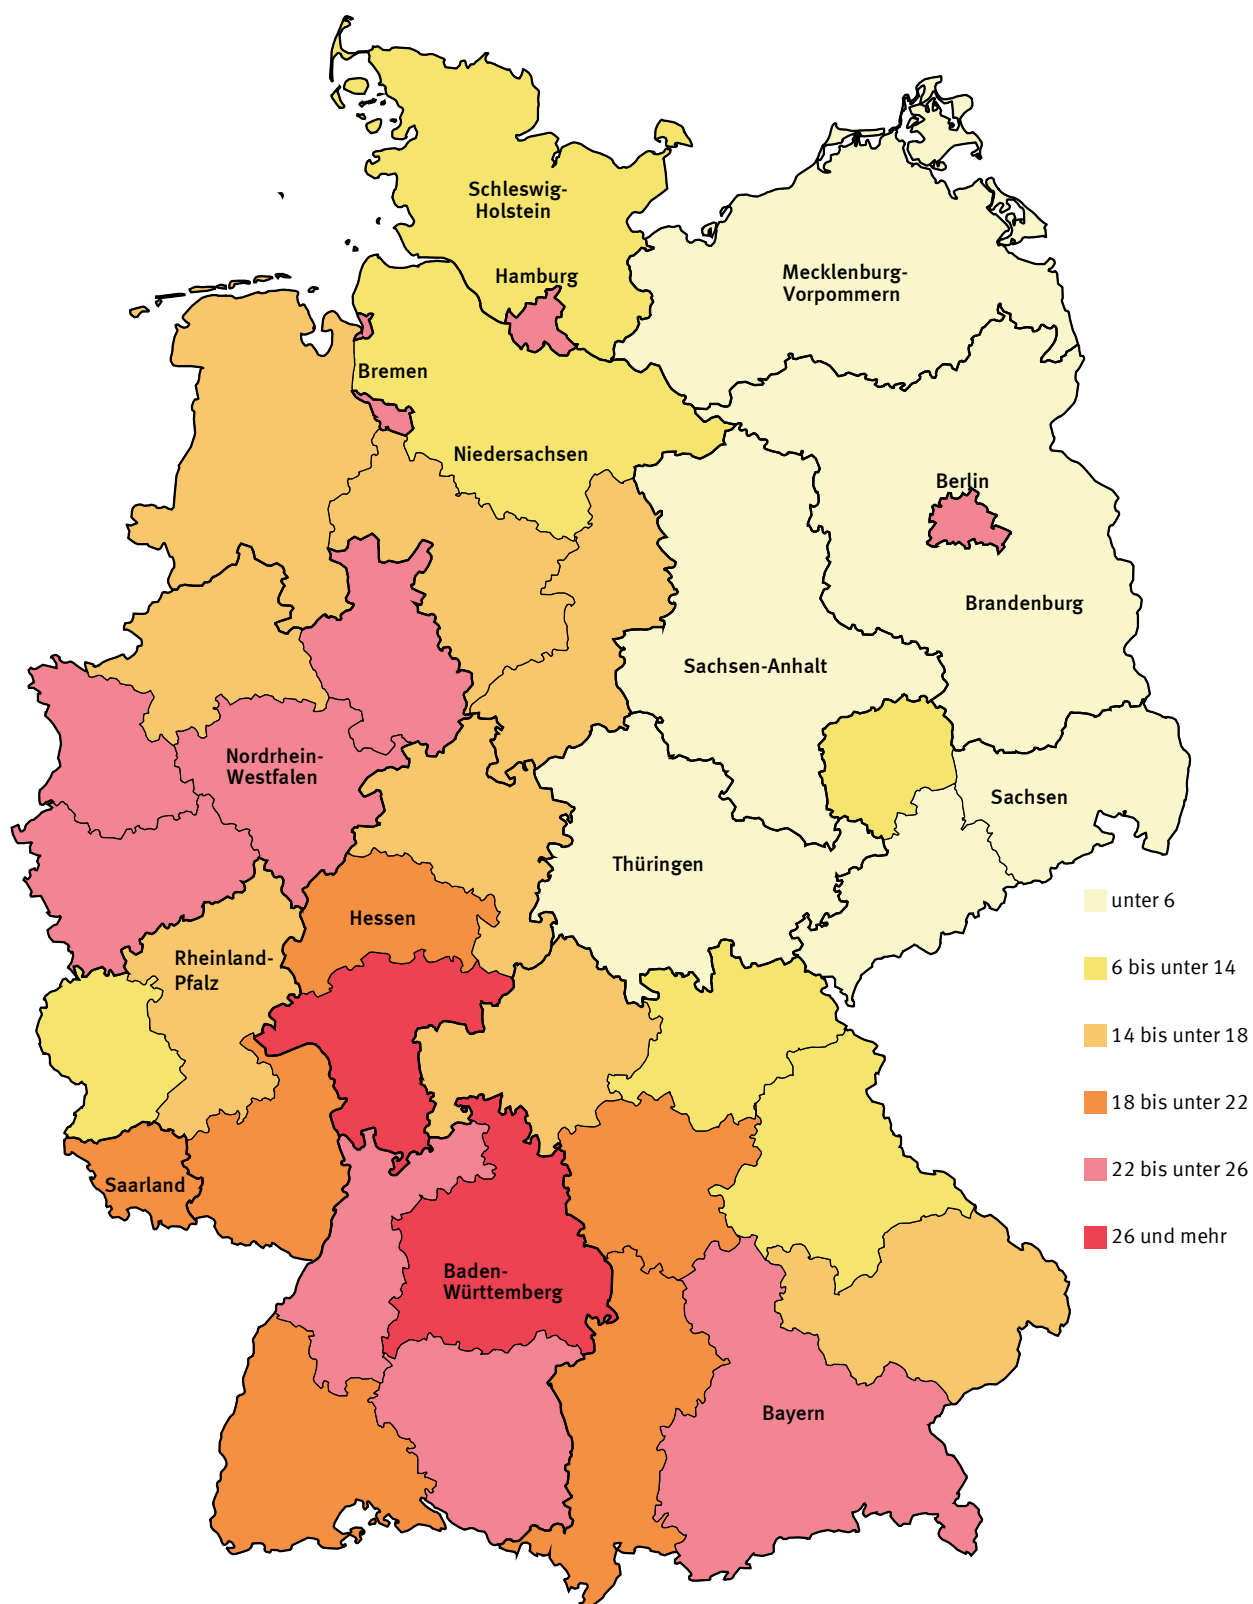 Schleswig-
Holstein
Hamburg
Mecklenburg-
Vorpommern
Bremen
Niedersachsen
Berlin
Brandenburg
Sachsen-Anhalt
Nordrhein-
Westfalen
Sachsen
Thüringen
Hessen
Rheinland-
Pfalz
Saarland
Baden-
Württemberg
Bayern
unter 6
6 bis unter 14
14 bis unter 18
18 bis unter 22
22 bis unter 26
26 und mehr